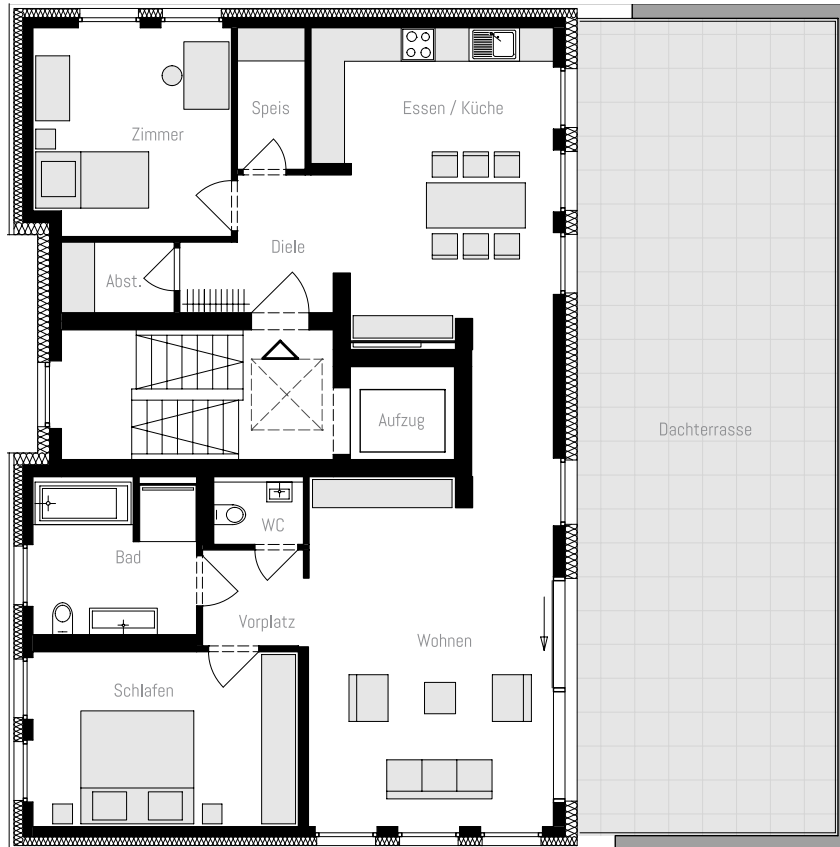 Speis
Essen / Küche
Zimmer
Diele
Abst.
Aufzug
Dachterrasse
WC
Bad
Vorplatz
Wohnen
Schlafen